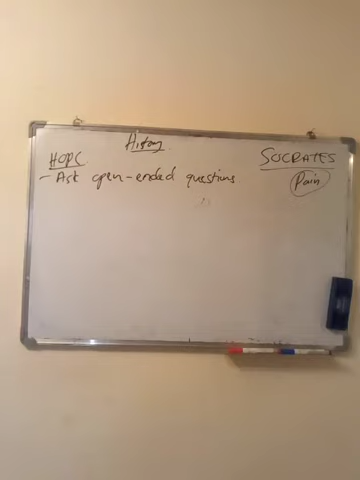 History
HOPC
SOCRATES
- Ask open-ended questions
Pain